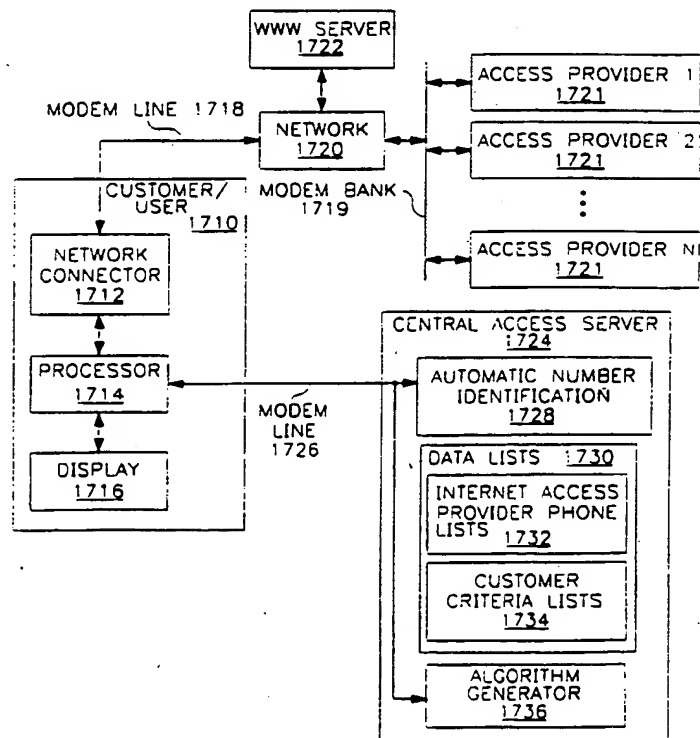 WWW SERVER
1722
MODEM LINE 1718
NETWORK
1720
ACCESS PROVIDER 1
1721
ACCESS PROVIDER 2
1721
ACCESS PROVIDER N
1721
MODEM BANK
1719
CUSTOMER/
USER
1710
NETWORK
CONNECTOR
1712
PROCESSOR
1714
DISPLAY
1716
MODEM
LINE
1726
CENTRAL ACCESS SERVER
1724
AUTOMATIC NUMBER
IDENTIFICATION
1728
DATA LISTS 1730
INTERNET ACCESS
PROVIDER PHONE
LISTS 1732
CUSTOMER
CRITERIA LISTS
1734
ALGORITHM
GENERATOR
1736